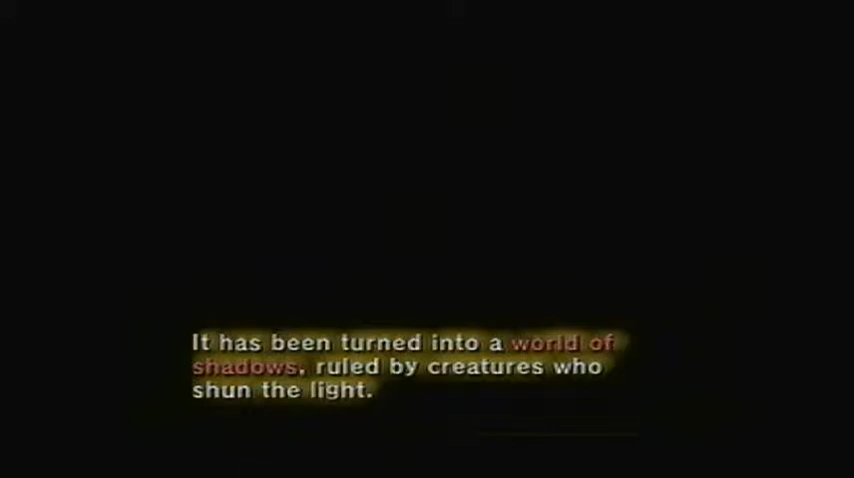 It has been turned into a world of
shadows, ruled by creatures who
shun the light.